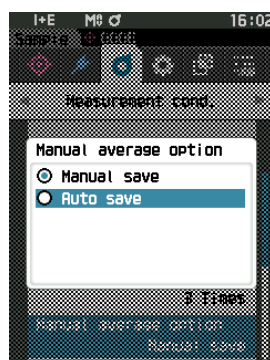 I+E M0 16:02
Sample
Measurement cond.
Manual average option
Manual save
Auto save
3 Times
Manual average option
Manual save